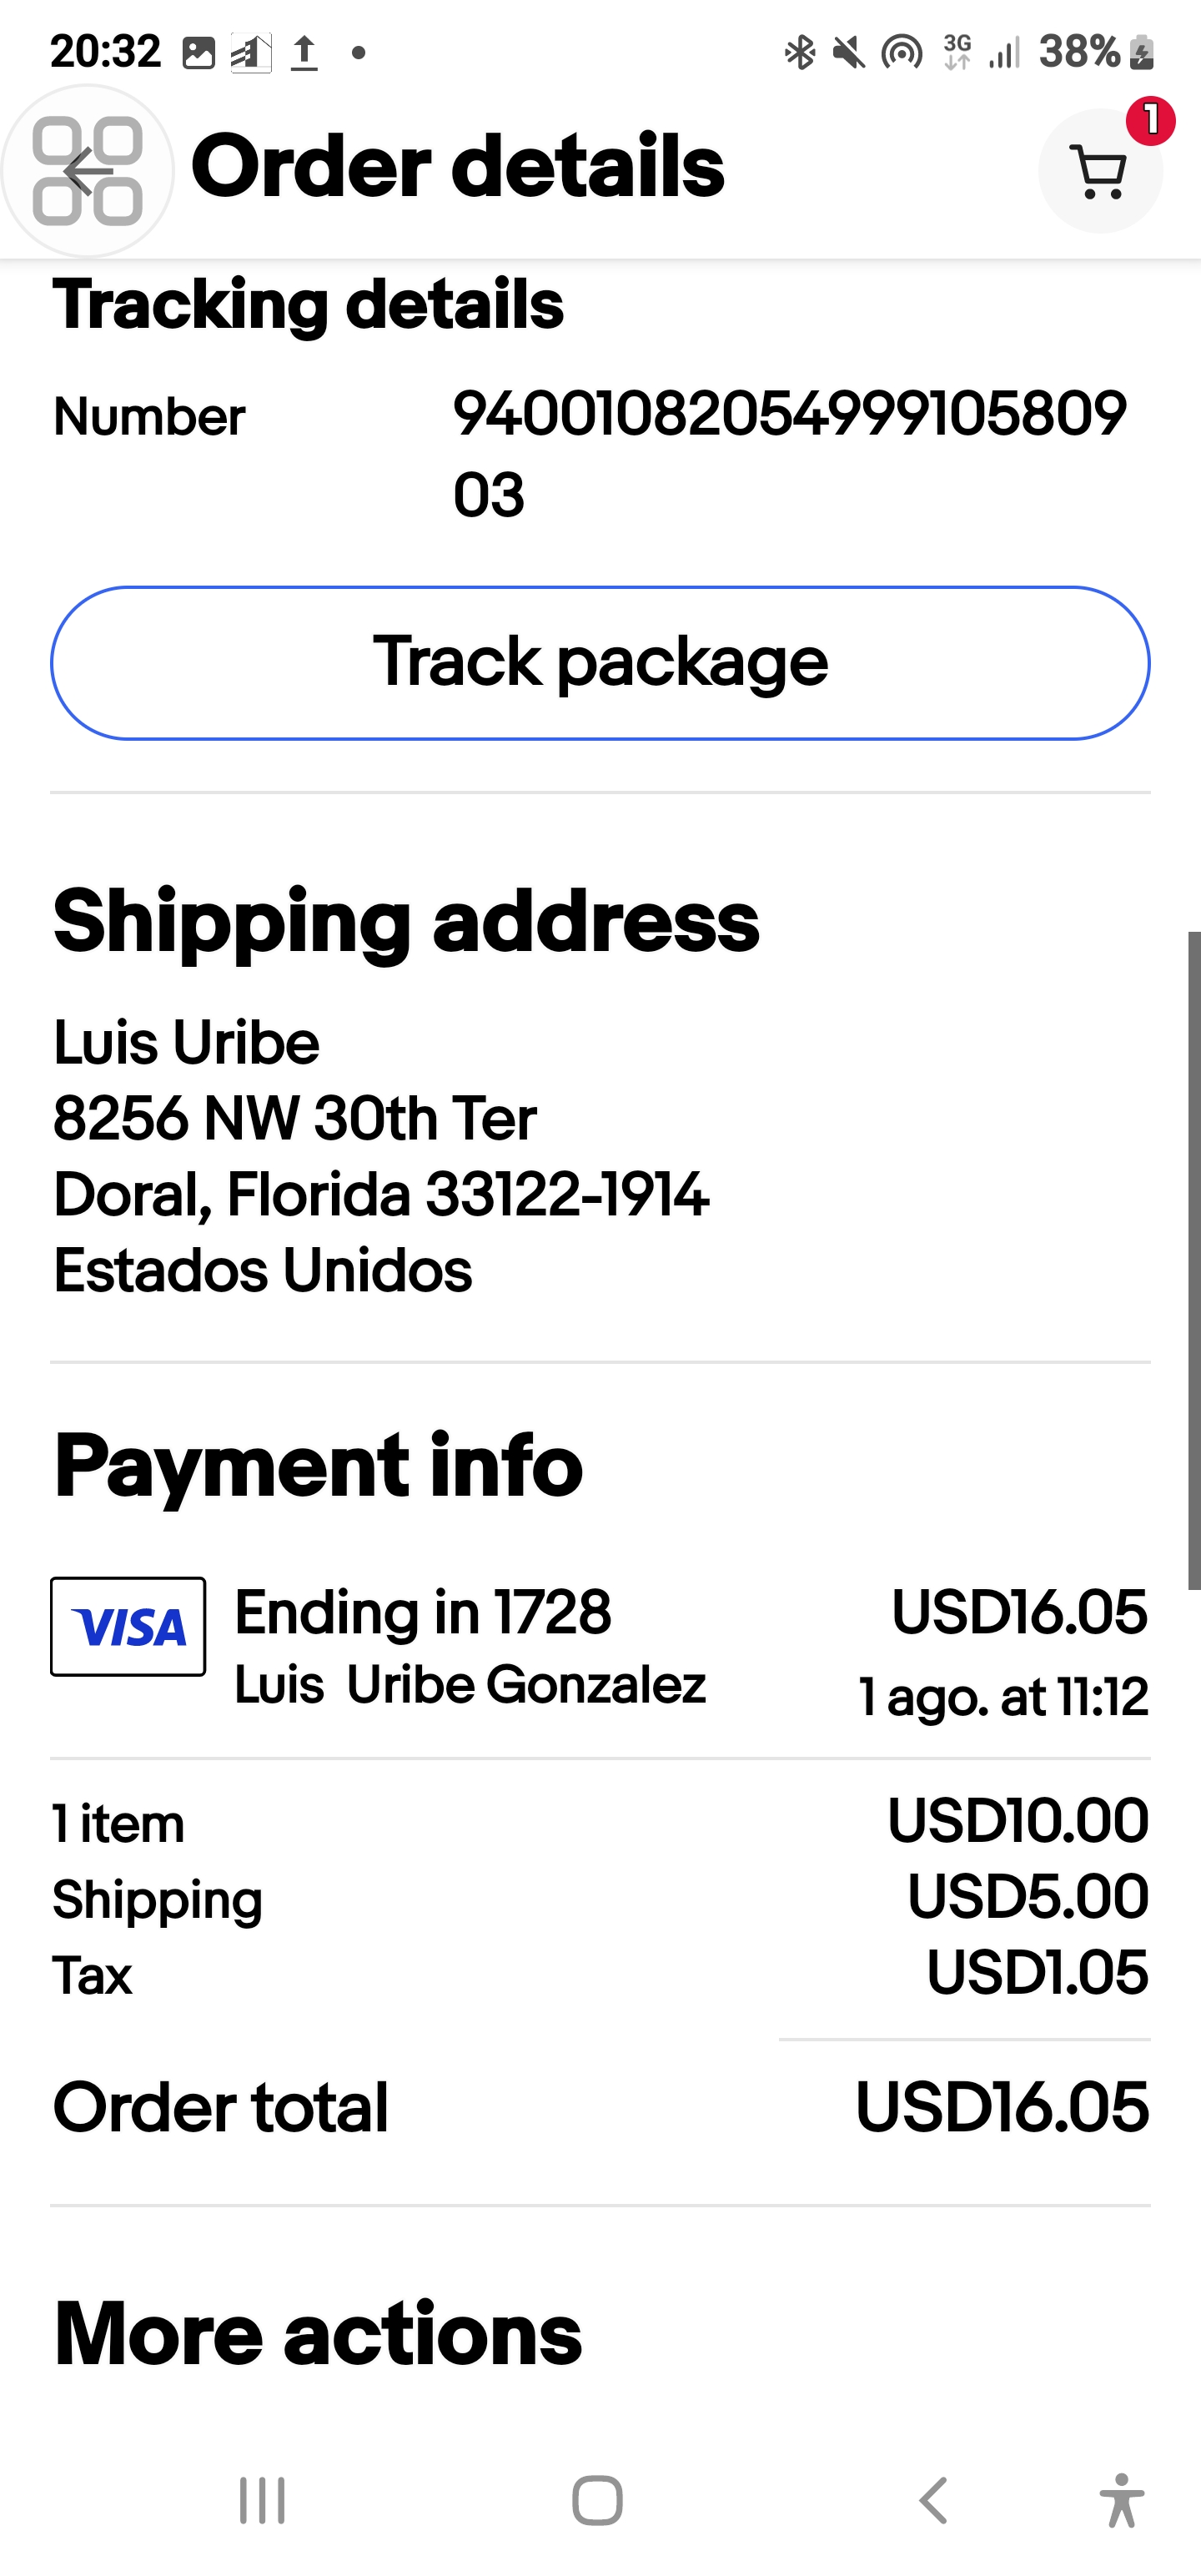 20:32 3G 38%
Order details 1
Tracking details
Number 94001082054999105809
03
Track package
Shipping address
Luis Uribe
8256 NW 30th Ter
Doral, Florida 33122-1914
Estados Unidos
Payment info
VISA Ending in 1728 USD16.05
Luis Uribe Gonzalez 1 ago. at 11:12
1 item USD10.00
Shipping USD5.00
Tax USD1.05
Order total USD16.05
More actions